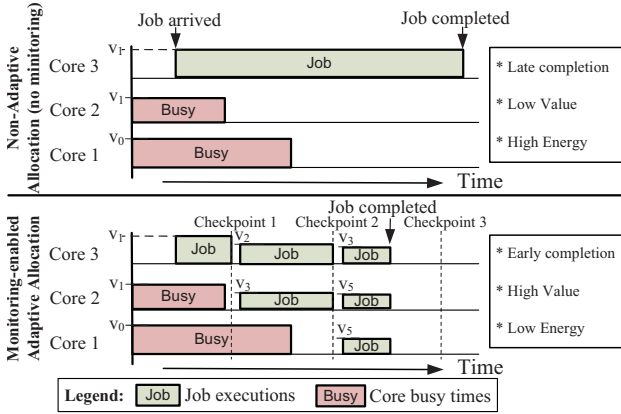 Job arrived
Job completed
Non-Adaptive
Allocation (no minitoring)
v1
Core 3
Job
v1
Core 2
Busy
v0
Core 1
Busy
Time
* Late completion
* Low Value
* High Energy
Job completed
Checkpoint 1
Checkpoint 2
Checkpoint 3
Monitoring-enabled
Adaptive Allocation
v1
v2
v3
Core 3
Job
Job
Job
v1
v3
v5
Core 2
Busy
Job
Job
v0
v5
Core 1
Busy
Job
Time
* Early completion
* High Value
* Low Energy
Legend: Job Job executions Busy Core busy times